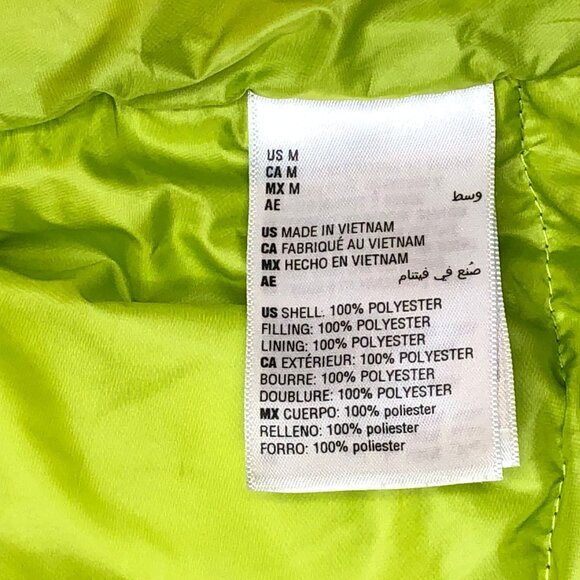 US M
CA M
MX M
AE وسط
US MADE IN VIETNAM
CA FABRIQUÉ AU VIETNAM
MX HECHO EN VIETNAM
AE صُنع في فيتنام
US SHELL. 100% POLYESTER
FILLING: 100% POLYESTER
LINING: 100% POLYESTER
CA EXTÉRIEUR: 100% POLYESTER
BOURRE: 100% POLYESTER
DOUBLURE: 100% POLYESTER
MX CUERPO: 100% poliester
RELLENO: 100% poliester
FORRO: 100% poliester